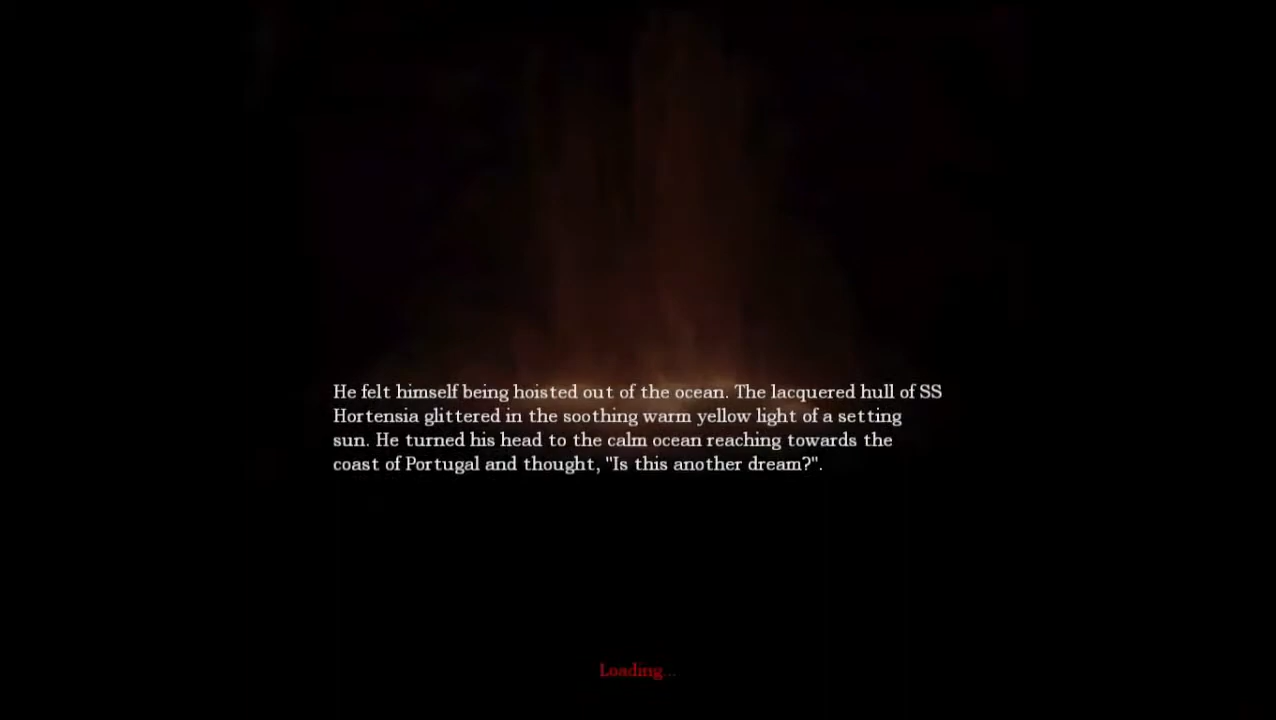 He felt himself being hoisted out of the ocean. The lacquered hull of SS
Hortensia glittered in the soothing warm yellow light of a setting
sun. He turned his head to the calm ocean reaching towards the
coast of Portugal and thought, "Is this another dream?".
Loading...